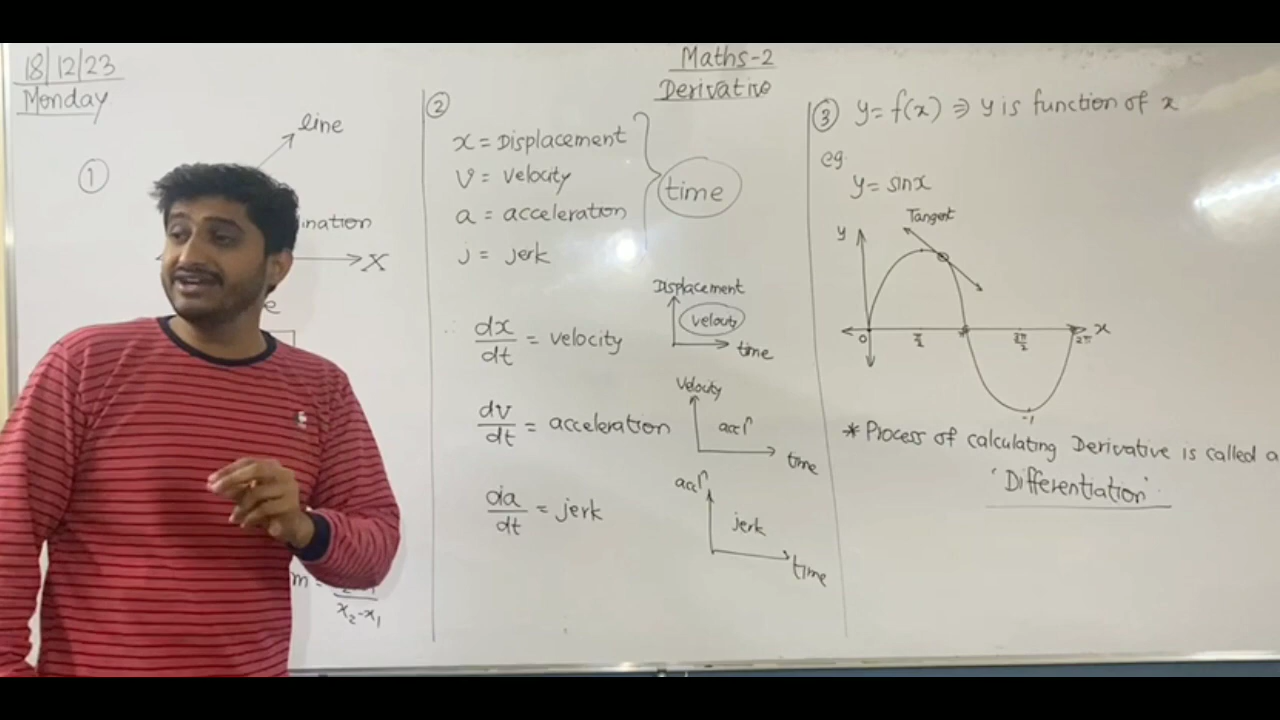 18/12/23
Monday
Maths-2
Derivative
①
line
ination
X
m =
x₂-x₁
②
x = Displacement
v = velocity
a = acceleration
j = jerk
time
dx/dt = velocity
Displacement
velocity
time
dv/dt = acceleration
Velocity
accⁿ
time
da/dt = jerk
accⁿ
jerk
time
③ y = f(x) ⇒ y is function of x
eg.
y = sinx
Tangent
y
0
π/2
π
3π/2
2π
x
-1
* Process of calculating Derivative is called a
'Differentiation'